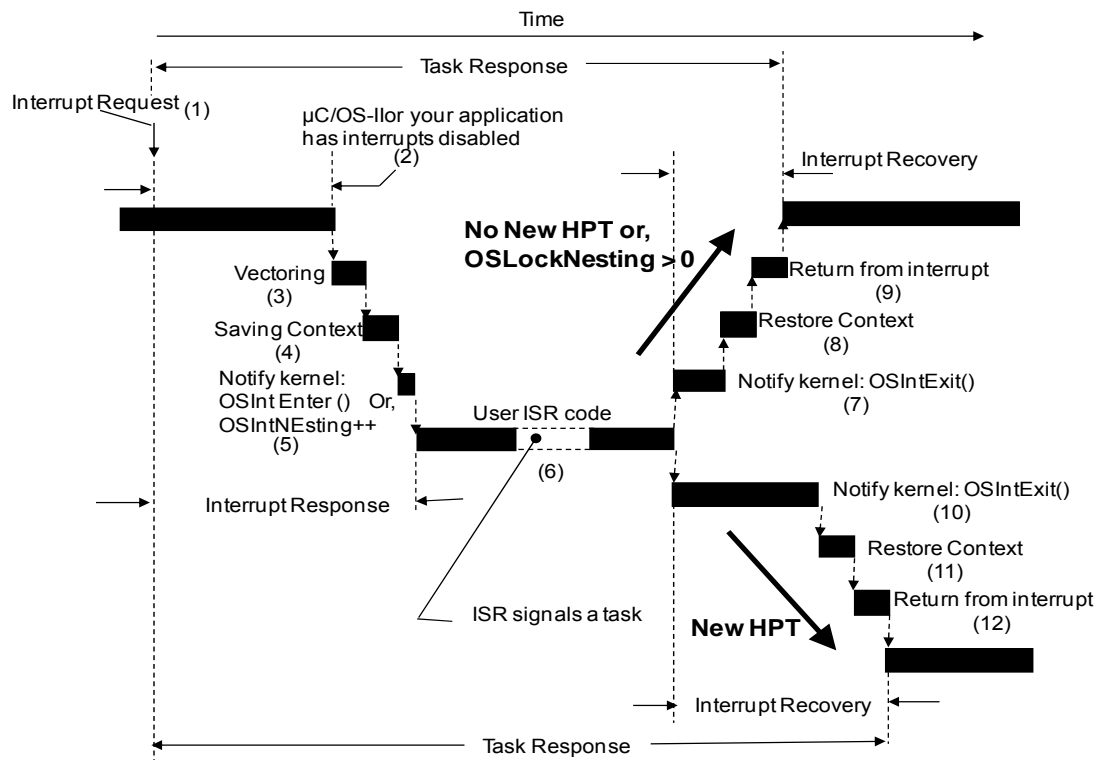 Time
Task Response
Interrupt Request (1)
µC/OS-IIor your application
has interrupts disabled
(2)
Interrupt Recovery
No New HPT or,
OSLockNesting > 0
Vectoring
(3)
Return from interrupt
(9)
Saving Context
(4)
Restore Context
(8)
Notify kernel:
OSInt Enter () Or,
OSIntNEsting++
(5)
Notify kernel: OSIntExit()
(7)
User ISR code
(6)
Interrupt Response
Notify kernel: OSIntExit()
(10)
Restore Context
(11)
ISR signals a task
New HPT
Return from interrupt
(12)
Interrupt Recovery
Task Response